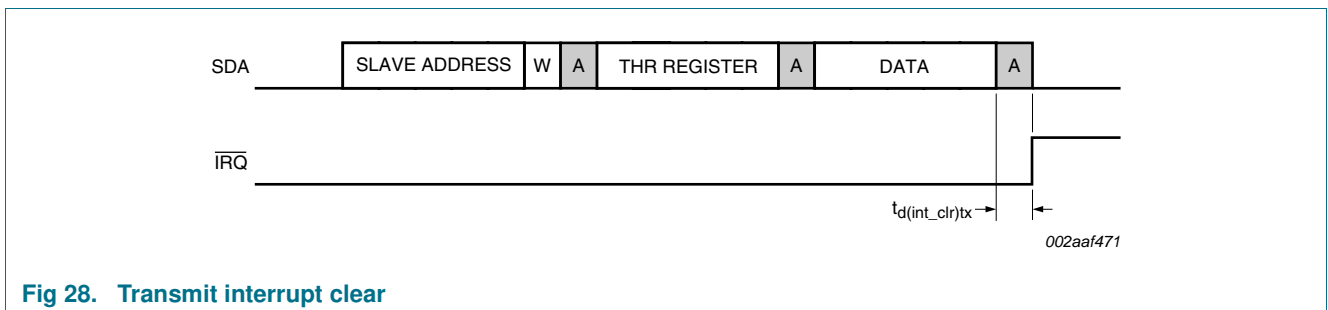 SDA SLAVE ADDRESS W A THR REGISTER A DATA A
IRQ
td(int_clr)tx
002aaf471
Fig 28. Transmit interrupt clear